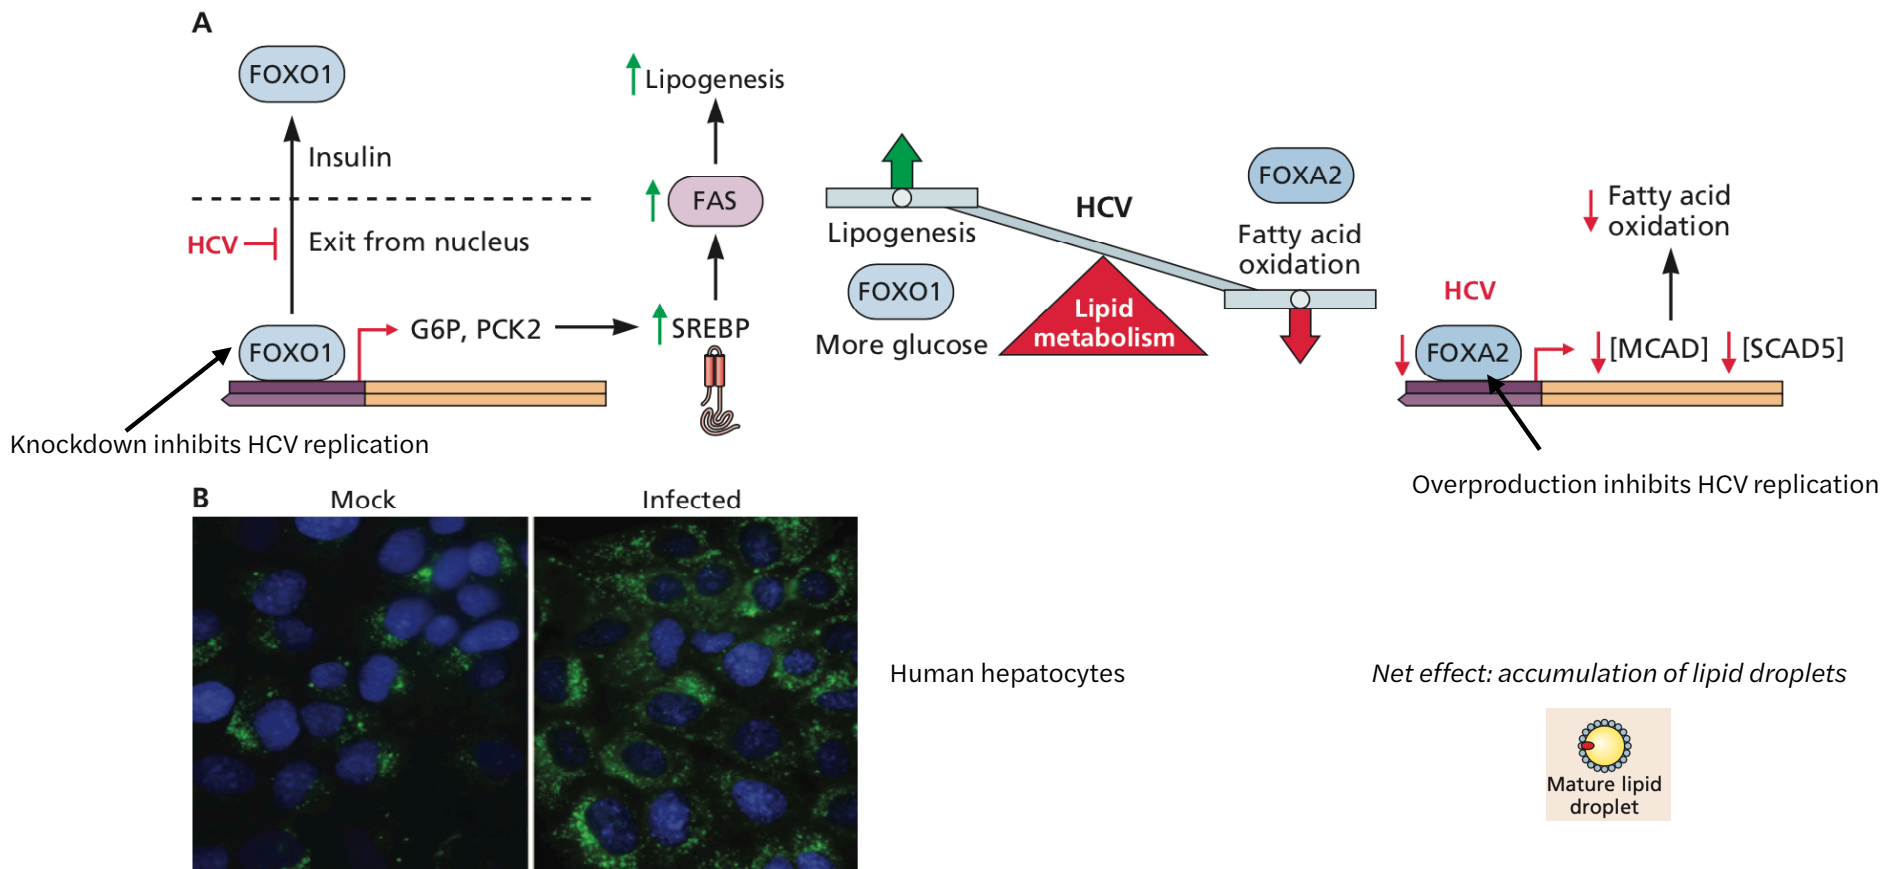 A
FOXO1
Insulin
HCV
Exit from nucleus
FOXO1
G6P, PCK2
SREBP
FAS
Lipogenesis
Knockdown inhibits HCV replication
Lipogenesis
FOXO1
More glucose
HCV
Lipid
metabolism
FOXA2
Fatty acid
oxidation
HCV
FOXA2
[MCAD]
[SCAD5]
Fatty acid
oxidation
Overproduction inhibits HCV replication
B
Mock
Infected
Human hepatocytes
Net effect: accumulation of lipid droplets
Mature lipid
droplet